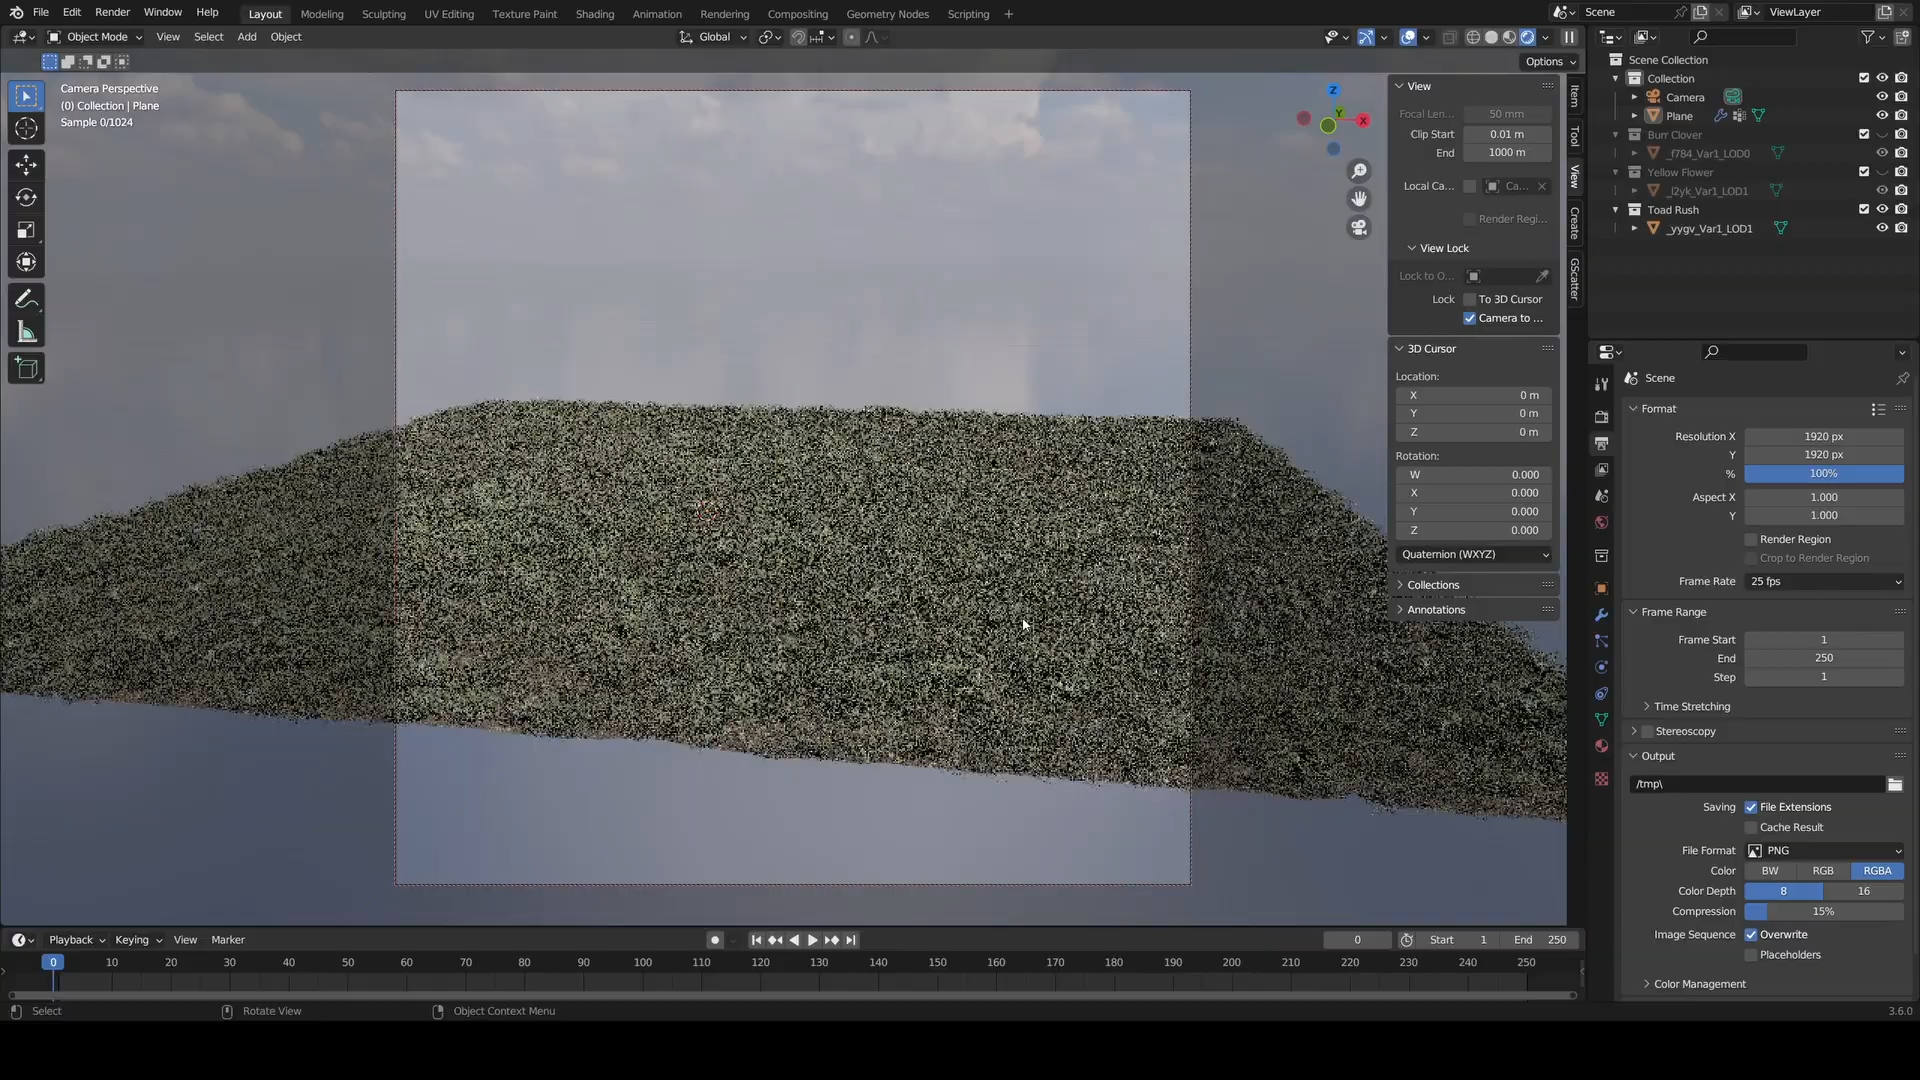 File Edit Render Window Help Layout Modeling Sculpting UV Editing Texture Paint Shading Animation Rendering Compositing Geometry Nodes Scripting + Scene ViewLayer
Object Mode View Select Add Object Global
Options
Camera Perspective
(0) Collection | Plane
Sample 0/1024
Z
Y
X
View
Focal Len... 50 mm
Clip Start 0.01 m
End 1000 m
Local Ca... Ca...
Render Regi...
View Lock
Lock to O...
Lock To 3D Cursor
Camera to ...
3D Cursor
Location:
X 0 m
Y 0 m
Z 0 m
Rotation:
W 0.000
X 0.000
Y 0.000
Z 0.000
Quaternion (WXYZ)
Collections
Annotations
Item
Tool
View
Create
GScatter
Scene Collection
Collection
Camera
Plane
Burr Clover
_f784_Var1_LOD0
Yellow Flower
_l2yk_Var1_LOD1
Toad Rush
_yygv_Var1_LOD1
Scene
Format
Resolution X 1920 px
Y 1920 px
% 100%
Aspect X 1.000
Y 1.000
Render Region
Crop to Render Region
Frame Rate 25 fps
Frame Range
Frame Start 1
End 250
Step 1
Time Stretching
Stereoscopy
Output
/tmp\
Saving File Extensions
Cache Result
File Format PNG
Color BW RGB RGBA
Color Depth 8 16
Compression 15%
Image Sequence Overwrite
Placeholders
Color Management
Playback Keying View Marker 0 Start 1 End 250
0 10 20 30 40 50 60 70 80 90 100 110 120 130 140 150 160 170 180 190 200 210 220 230 240 250
Select Rotate View Object Context Menu 3.6.0